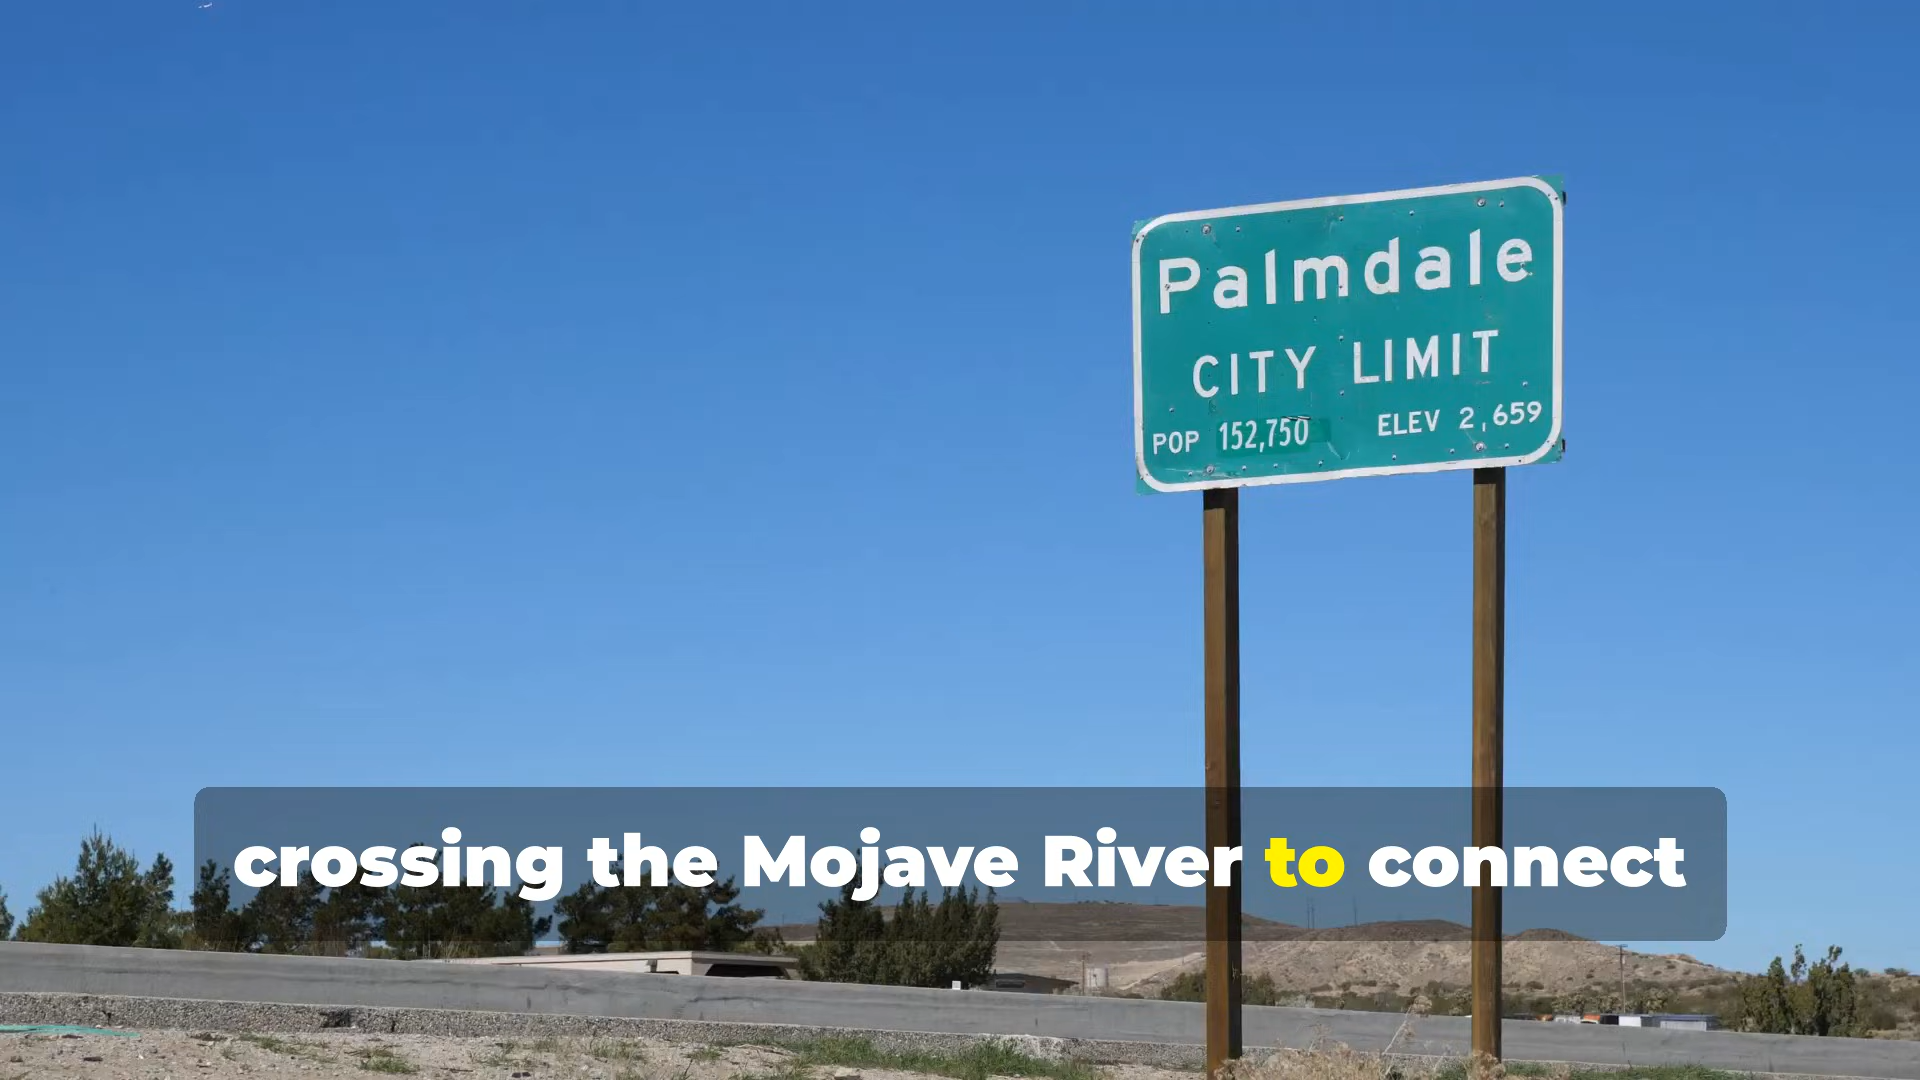 Palmdale
CITY LIMIT
POP 152,750 ELEV 2,659
crossing the Mojave River to connect